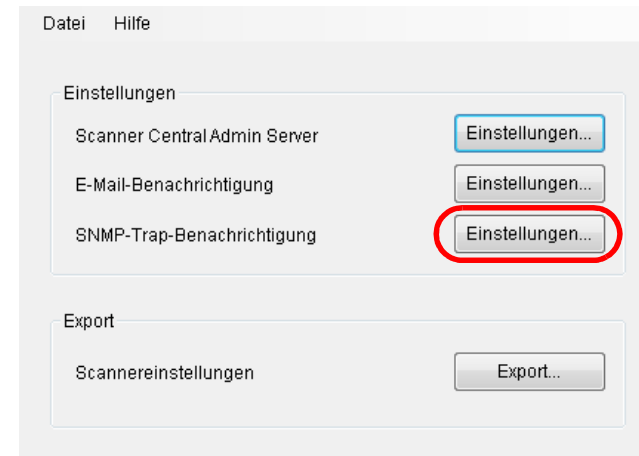 Datei Hilfe
Einstellungen
Scanner Central Admin Server Einstellungen...
E-Mail-Benachrichtigung Einstellungen...
SNMP-Trap-Benachrichtigung Einstellungen...
Export
Scannereinstellungen Export...